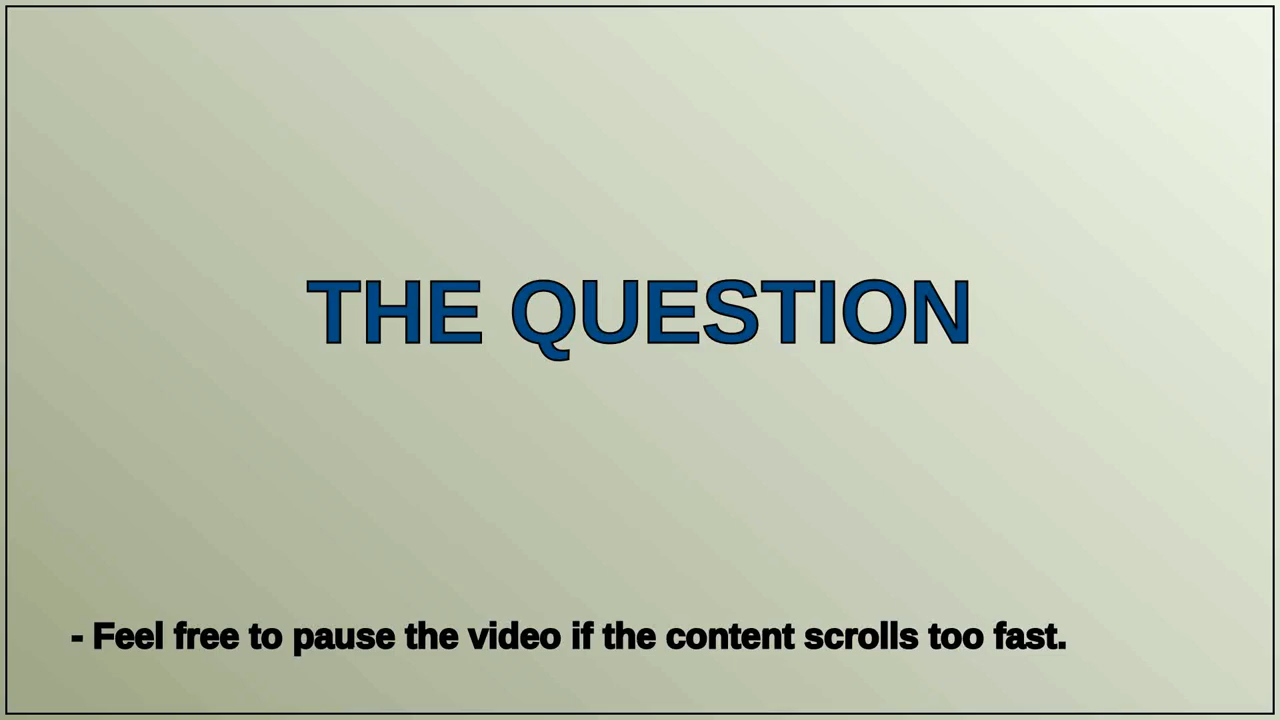 THE QUESTION
- Feel free to pause the video if the content scrolls too fast.